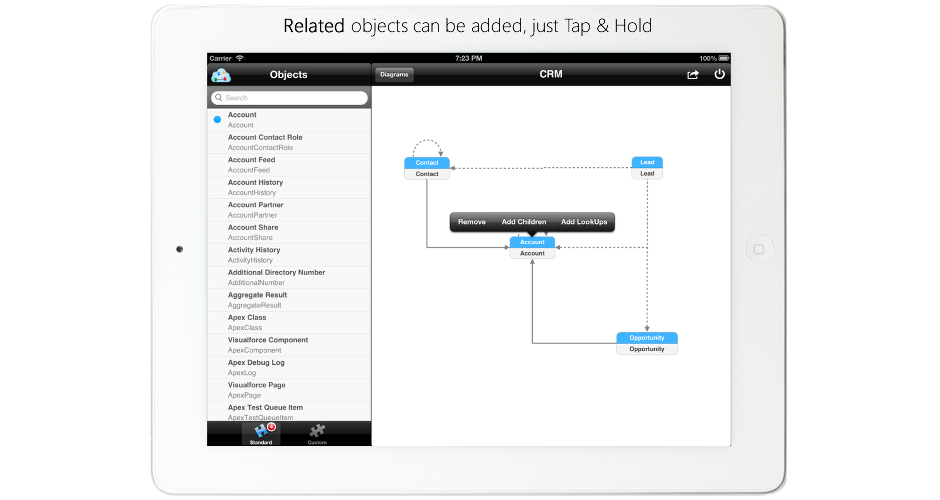 Related objects can be added, just Tap & Hold
Carrier
7:23 PM
100%
Objects
Diagrams
CRM
Search
Account
Account
Account Contact Role
AccountContactRole
Account Feed
AccountFeed
Account History
AccountHistory
Account Partner
AccountPartner
Account Share
AccountShare
Activity History
ActivityHistory
Additional Directory Number
AdditionalNumber
Aggregate Result
AggregateResult
Apex Class
ApexClass
Visualforce Component
ApexComponent
Apex Debug Log
ApexLog
Visualforce Page
ApexPage
Apex Test Queue Item
ApexTestQueueItem
4
Standard
Custom
Contact
Contact
Lead
Lead
Remove
Add Children
Add LookUps
Account
Account
Opportunity
Opportunity